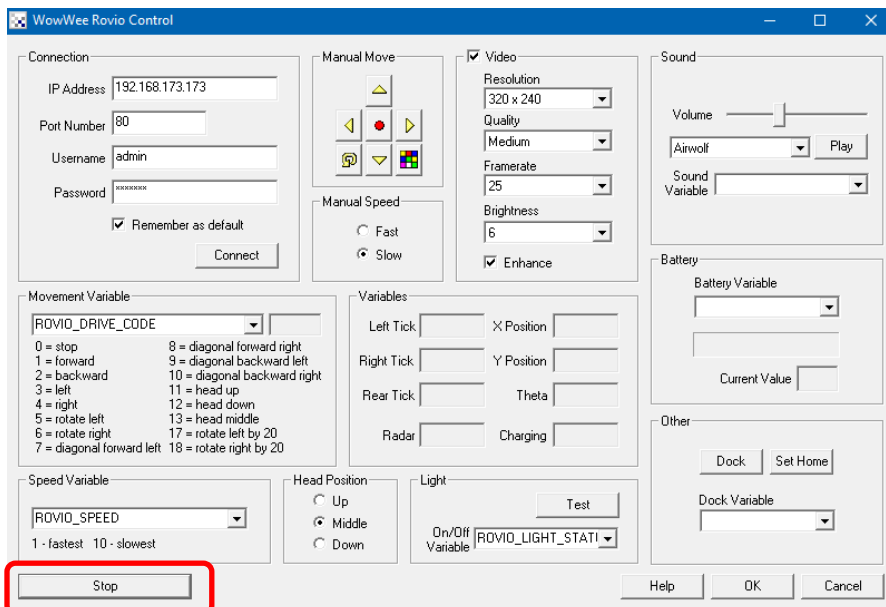 WowWee Rovio Control
Connection
IP Address 192.168.173.173
Port Number 80
Username admin
Password xxxxxxx
Remember as default
Connect
Manual Move
Manual Speed
Fast
Slow
Video
Resolution
320 x 240
Quality
Medium
Framerate
25
Brightness
6
Enhance
Sound
Volume
Airwolf
Play
Sound
Variable
Battery
Battery Variable
Current Value
Movement Variable
ROVIO_DRIVE_CODE
0 = stop
1 = forward
2 = backward
3 = left
4 = right
5 = rotate left
6 = rotate right
7 = diagonal forward left
8 = diagonal forward right
9 = diagonal backward left
10 = diagonal backward right
11 = head up
12 = head down
13 = head middle
17 = rotate left by 20
18 = rotate right by 20
Variables
Left Tick
X Position
Right Tick
Y Position
Rear Tick
Theta
Radar
Charging
Other
Dock
Set Home
Dock Variable
Speed Variable
ROVIO_SPEED
1 - fastest 10 - slowest
Head Position
Up
Middle
Down
Light
Test
On/Off
Variable
ROVIO_LIGHT_STATI
Stop
Help
OK
Cancel